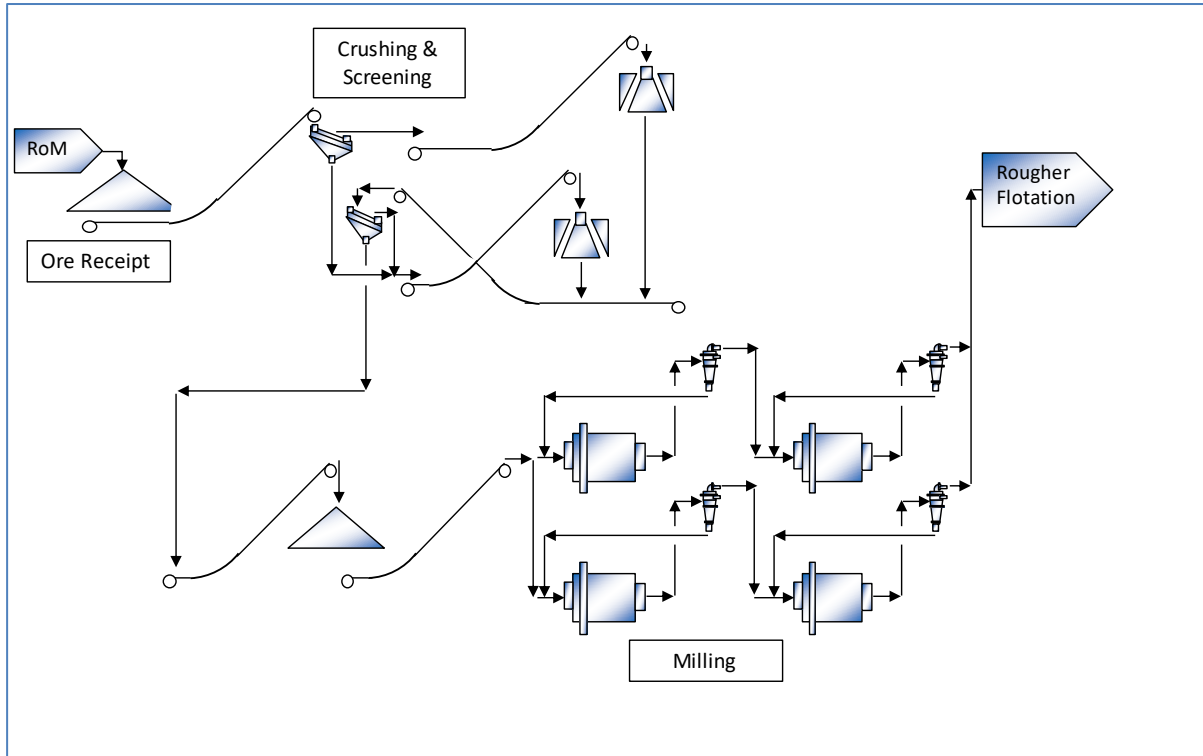 Crushing &
Screening
RoM
Ore Receipt
Rougher
Flotation
Milling